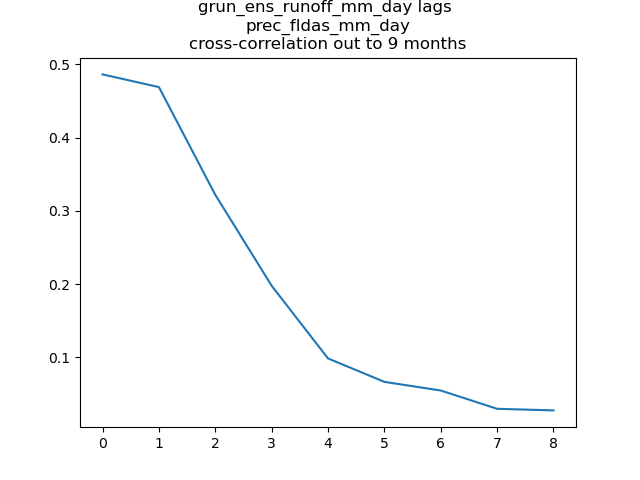 grun_ens_runoff_mm_day lags
prec_fldas_mm_day
cross-correlation out to 9 months
0.5
0.4
0.3
0.2
0.1
0 1 2 3 4 5 6 7 8